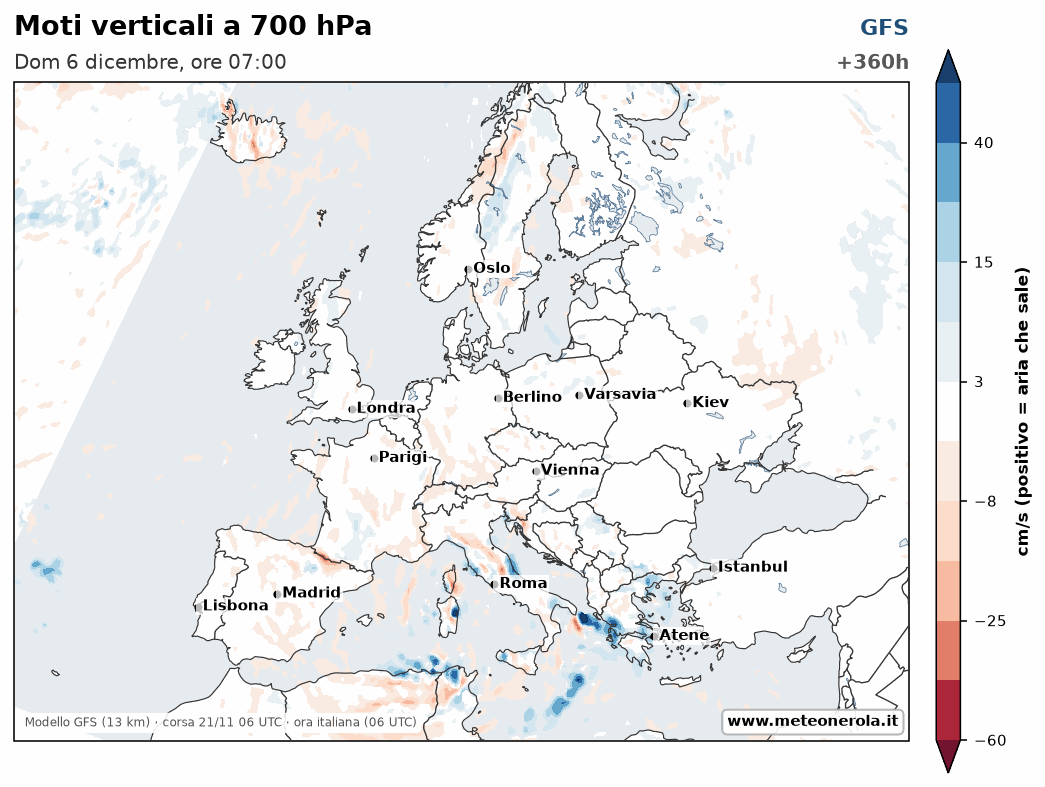 Moti verticali a 700 hPa
GFS
Dom 6 dicembre, ore 07:00
+360h
40
15
3
−8
−25
−60
cm/s (positivo = aria che sale)
Oslo
Berlino
Varsavia
Kiev
Londra
Parigi
Vienna
Istanbul
Roma
Madrid
Lisbona
Atene
Modello GFS (13 km) · corsa 21/11 06 UTC · ora italiana (06 UTC)
www.meteonerola.it